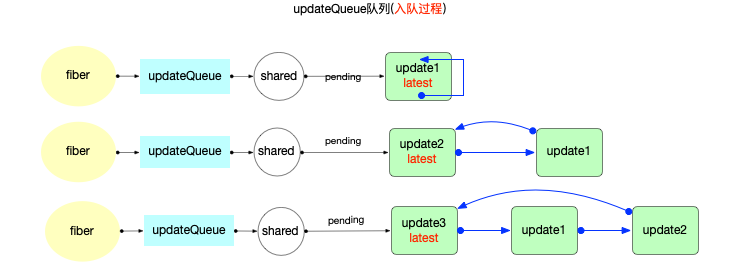 updateQueue队列(入队过程)
fiber
updateQueue
shared
pending
update1
latest
fiber
updateQueue
shared
pending
update2
latest
update1
fiber
updateQueue
shared
pending
update3
latest
update1
update2